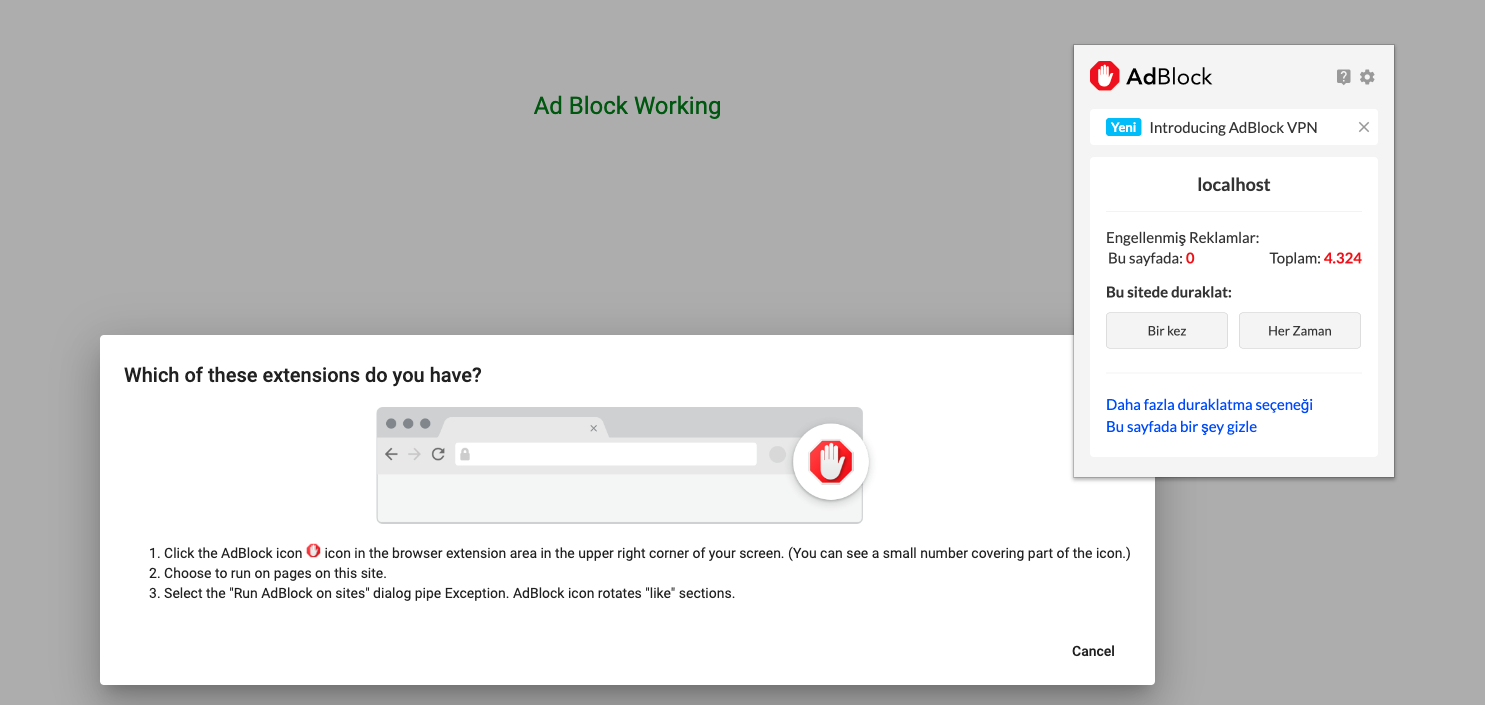 Ad Block Working
AdBlock
Yeni Introducing AdBlock VPN
localhost
Engellenmiş Reklamlar:
Bu sayfada: 0 Toplam: 4.324
Bu sitede duraklat:
Bir kez Her Zaman
Daha fazla duraklatma seçeneği
Bu sayfada bir şey gizle
Which of these extensions do you have?
1. Click the AdBlock icon icon in the browser extension area in the upper right corner of your screen. (You can see a small number covering part of the icon.)
2. Choose to run on pages on this site.
3. Select the "Run AdBlock on sites" dialog pipe Exception. AdBlock icon rotates "like" sections.
Cancel